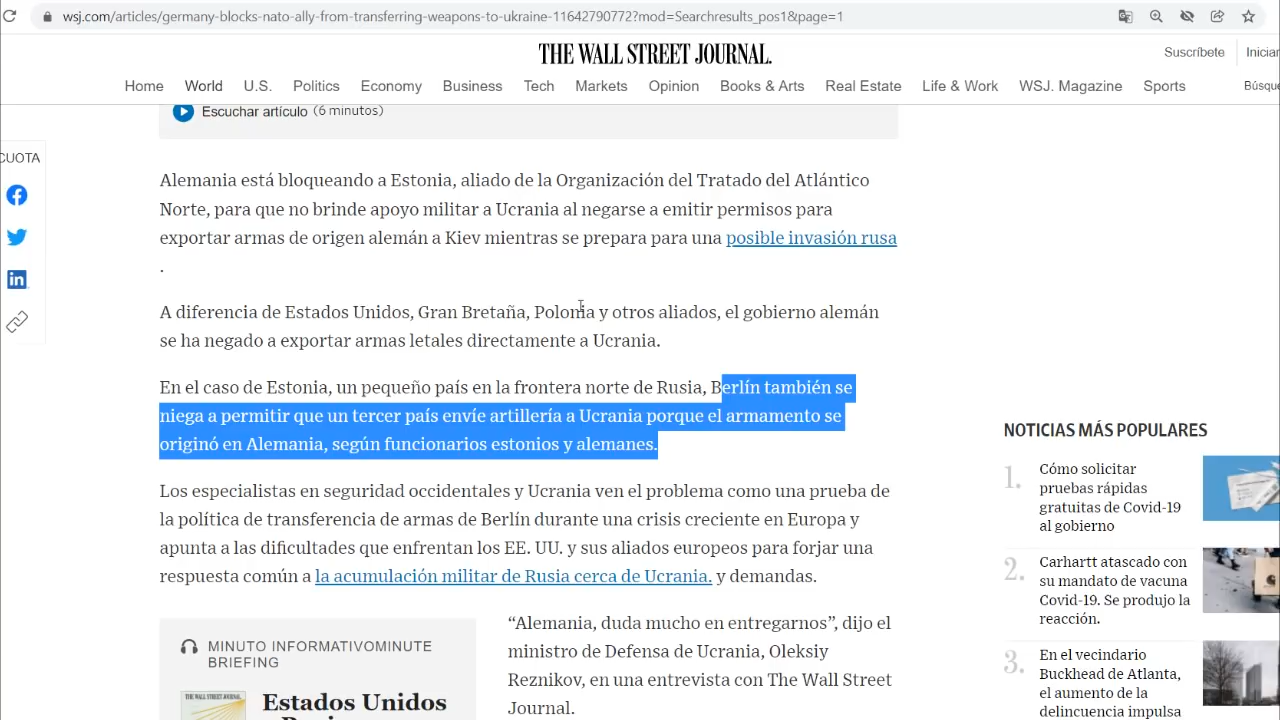 wsj.com/articles/germany-blocks-nato-ally-from-transferring-weapons-to-ukraine-11642790772?mod=Searchresults_pos1&page=1
THE WALL STREET JOURNAL.
Suscríbete
Iniciar
Home World U.S. Politics Economy Business Tech Markets Opinion Books & Arts Real Estate Life & Work WSJ. Magazine Sports
Búsque
Escuchar artículo (6 minutos)
CUOTA
Alemania está bloqueando a Estonia, aliado de la Organización del Tratado del Atlántico
Norte, para que no brinde apoyo militar a Ucrania al negarse a emitir permisos para
exportar armas de origen alemán a Kiev mientras se prepara para una posible invasión rusa
.
A diferencia de Estados Unidos, Gran Bretaña, Polonia y otros aliados, el gobierno alemán
se ha negado a exportar armas letales directamente a Ucrania.
En el caso de Estonia, un pequeño país en la frontera norte de Rusia, Berlín también se
niega a permitir que un tercer país envíe artillería a Ucrania porque el armamento se
originó en Alemania, según funcionarios estonios y alemanes.
Los especialistas en seguridad occidentales y Ucrania ven el problema como una prueba de
la política de transferencia de armas de Berlín durante una crisis creciente en Europa y
apunta a las dificultades que enfrentan los EE. UU. y sus aliados europeos para forjar una
respuesta común a la acumulación militar de Rusia cerca de Ucrania. y demandas.
MINUTO INFORMATIVOMINUTE
BRIEFING
THE WALL STREET JOURNAL.
Estados Unidos
“Alemania, duda mucho en entregarnos”, dijo el
ministro de Defensa de Ucrania, Oleksiy
Reznikov, en una entrevista con The Wall Street
Journal.
NOTICIAS MÁS POPULARES
1.
Cómo solicitar
pruebas rápidas
gratuitas de Covid-19
al gobierno
2.
Carhartt atascado con
su mandato de vacuna
Covid-19. Se produjo la
reacción.
3.
En el vecindario
Buckhead de Atlanta,
el aumento de la
delincuencia impulsa